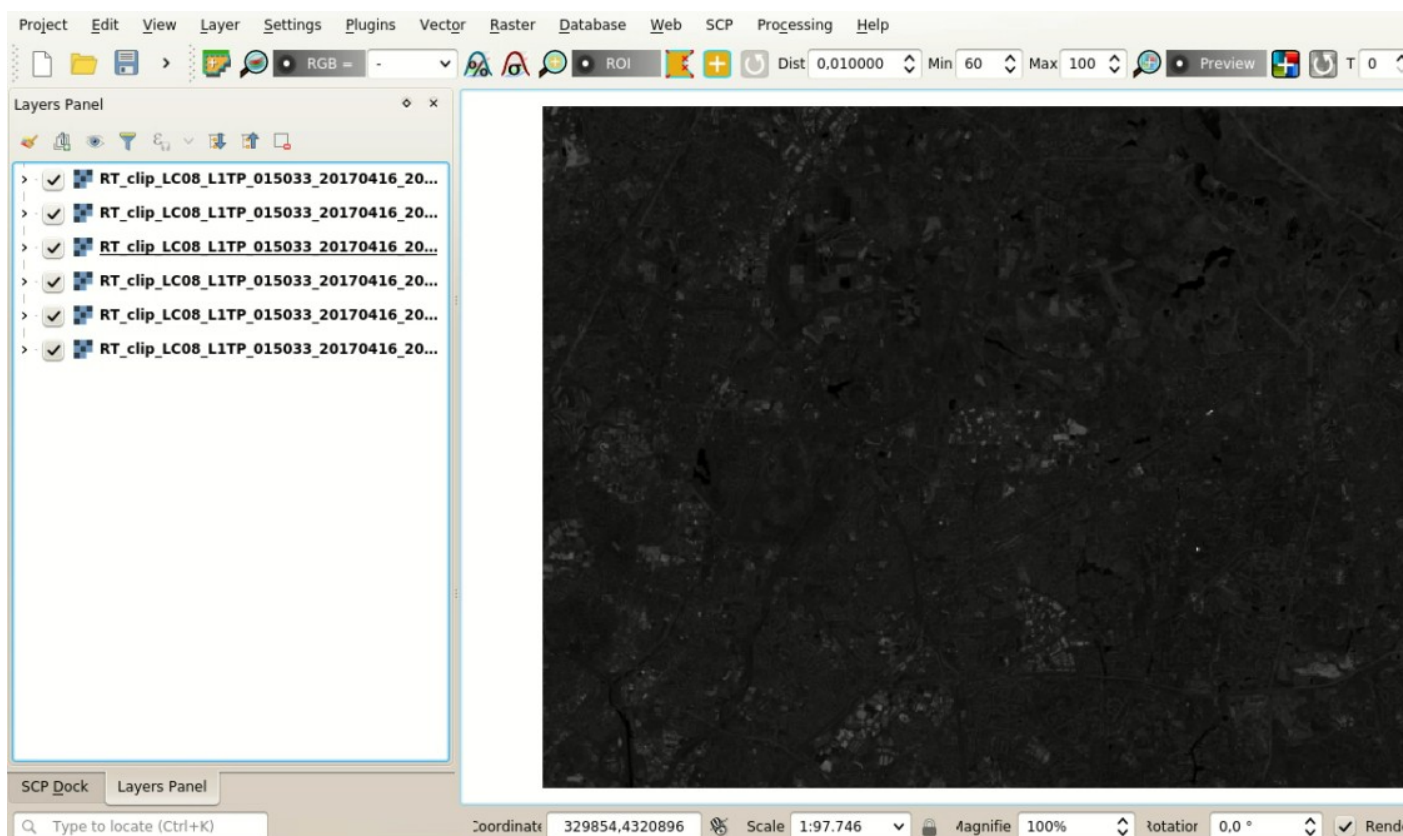 Project Edit View Layer Settings Plugins Vector Raster Database Web SCP Processing Help
RGB = - ROI Dist 0,010000 Min 60 Max 100 Preview T 0
Layers Panel
RT_clip_LC08_L1TP_015033_20170416_20...
RT_clip_LC08_L1TP_015033_20170416_20...
RT_clip_LC08_L1TP_015033_20170416_20...
RT_clip_LC08_L1TP_015033_20170416_20...
RT_clip_LC08_L1TP_015033_20170416_20...
RT_clip_LC08_L1TP_015033_20170416_20...
SCP Dock Layers Panel
Type to locate (Ctrl+K) Coordinate 329854,4320896 Scale 1:97.746 Magnifie 100% Rotation 0,0 ° Rende